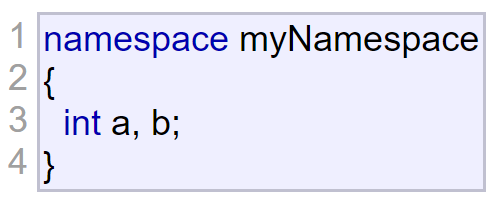 1 namespace myNamespace
2 {
3   int a, b;
4 }